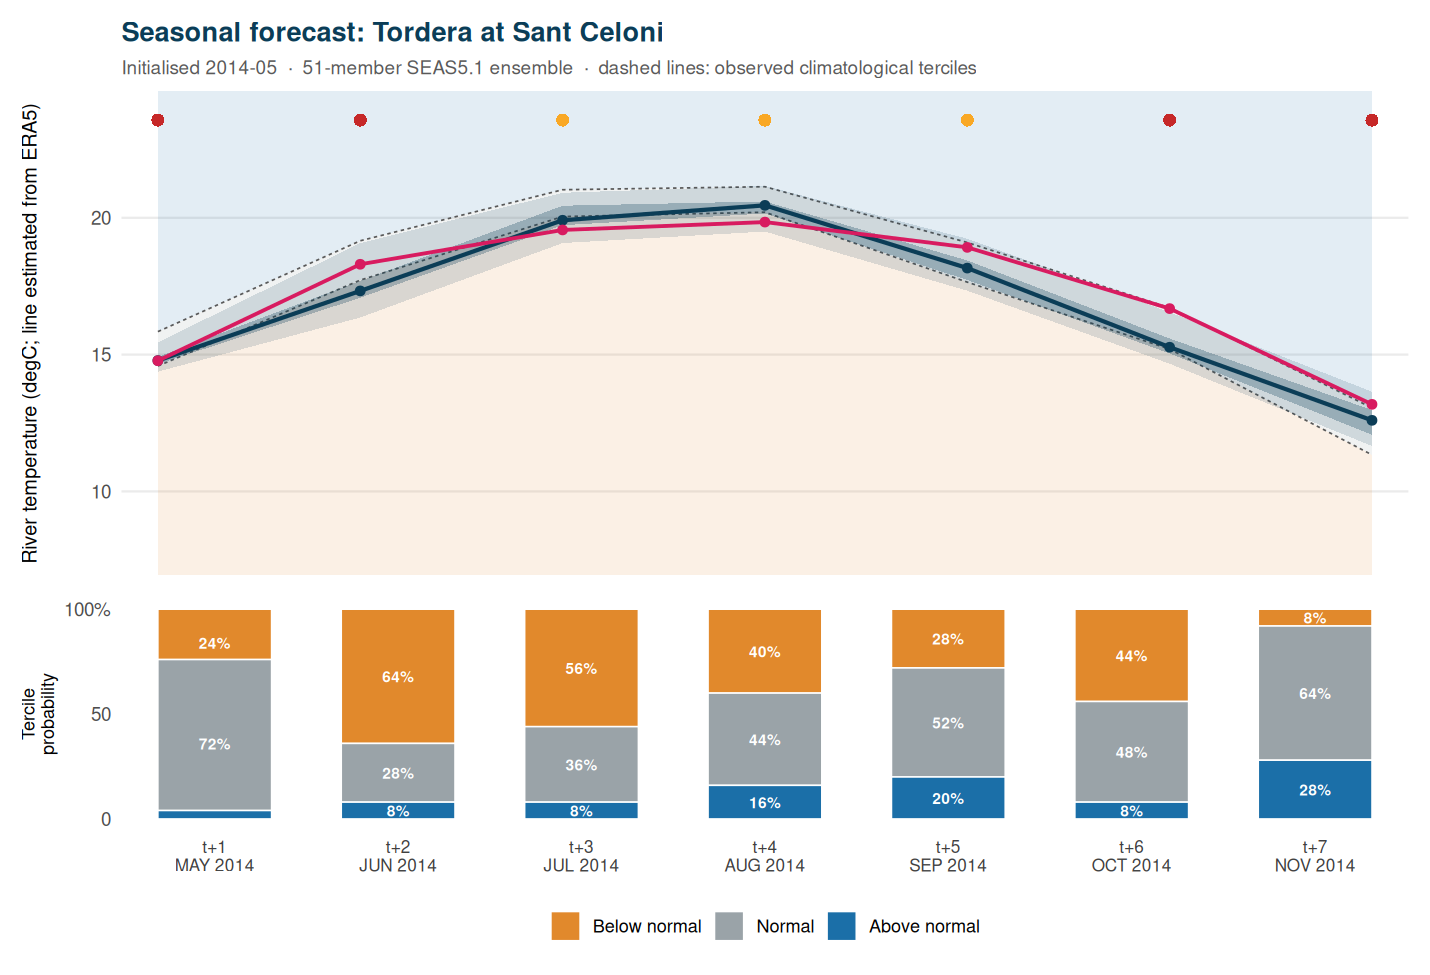 Seasonal forecast: Tordera at Sant Celoni
Initialised 2014-05 · 51-member SEAS5.1 ensemble · dashed lines: observed climatological terciles
River temperature (degC; line estimated from ERA5)
20
15
10
Tercile
probability
100%
50
0
24%
72%
64%
28%
8%
56%
36%
8%
40%
44%
16%
28%
52%
20%
44%
48%
8%
8%
64%
28%
t+1
MAY 2014
t+2
JUN 2014
t+3
JUL 2014
t+4
AUG 2014
t+5
SEP 2014
t+6
OCT 2014
t+7
NOV 2014
Below normal
Normal
Above normal